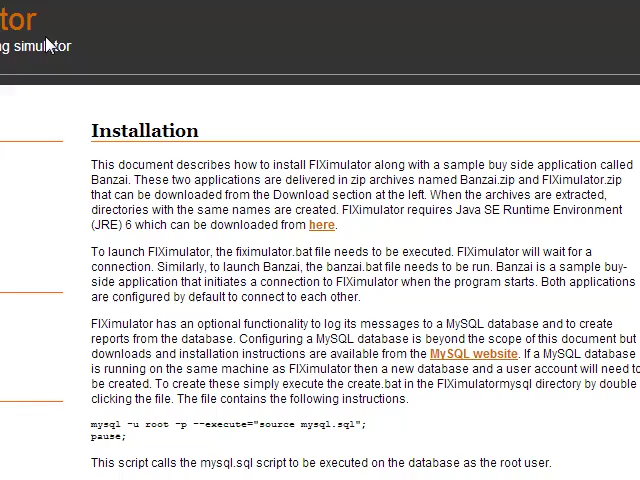 tor
ng simulator
Installation
This document describes how to install FIXimulator along with a sample buy side application called
Banzai. These two applications are delivered in zip archives named Banzai.zip and FIXimulator.zip
that can be downloaded from the Download section at the left. When the archives are extracted,
directories with the same names are created. FIXimulator requires Java SE Runtime Environment
(JRE) 6 which can be downloaded from here.
To launch FIXimulator, the fiximulator.bat file needs to be executed. FIXimulator will wait for a
connection. Similarly, to launch Banzai, the banzai.bat file needs to be run. Banzai is a sample buy-
side application that initiates a connection to FIXimulator when the program starts. Both applications
are configured by default to connect to each other.
FIXimulator has an optional functionality to log its messages to a MySQL database and to create
reports from the database. Configuring a MySQL database is beyond the scope of this document but
downloads and installation instructions are available from the MySQL website. If a MySQL database
is running on the same machine as FIXimulator then a new database and a user account will need to
be created. To create these simply execute the create.bat in the FIXimulatormysql directory by double
clicking the file. The file contains the following instructions.
mysql -u root -p --execute="source mysql.sql";
pause;
This script calls the mysql.sql script to be executed on the database as the root user.